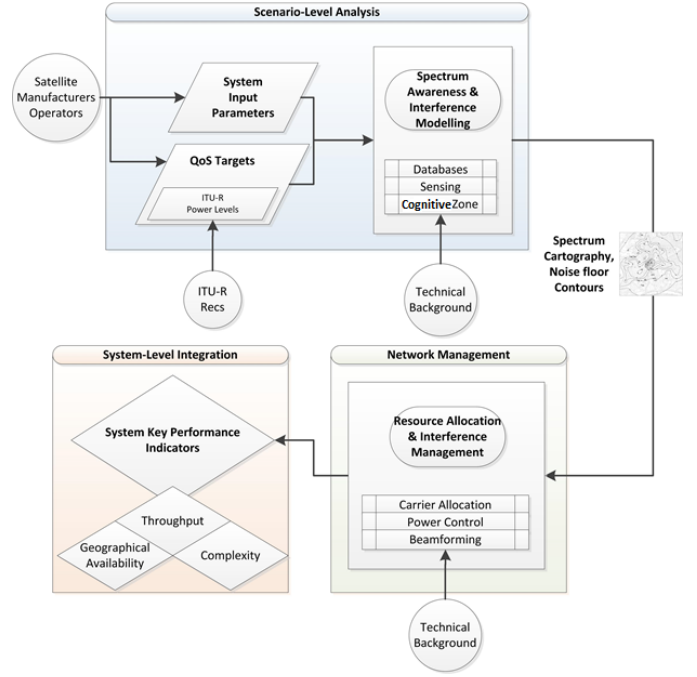 Scenario-Level Analysis
Satellite
Manufacturers
Operators
System
Input
Parameters
QoS Targets
ITU-R
Power Levels
ITU-R
Recs
Spectrum
Awareness &
Interference
Modelling
Databases
Sensing
CognitiveZone
Technical
Background
Spectrum
Cartography,
Noise floor
Contours
System-Level Integration
System Key Performance
Indicators
Throughput
Geographical
Availability
Complexity
Network Management
Resource Allocation
& Interference
Management
Carrier Allocation
Power Control
Beamforming
Technical
Background